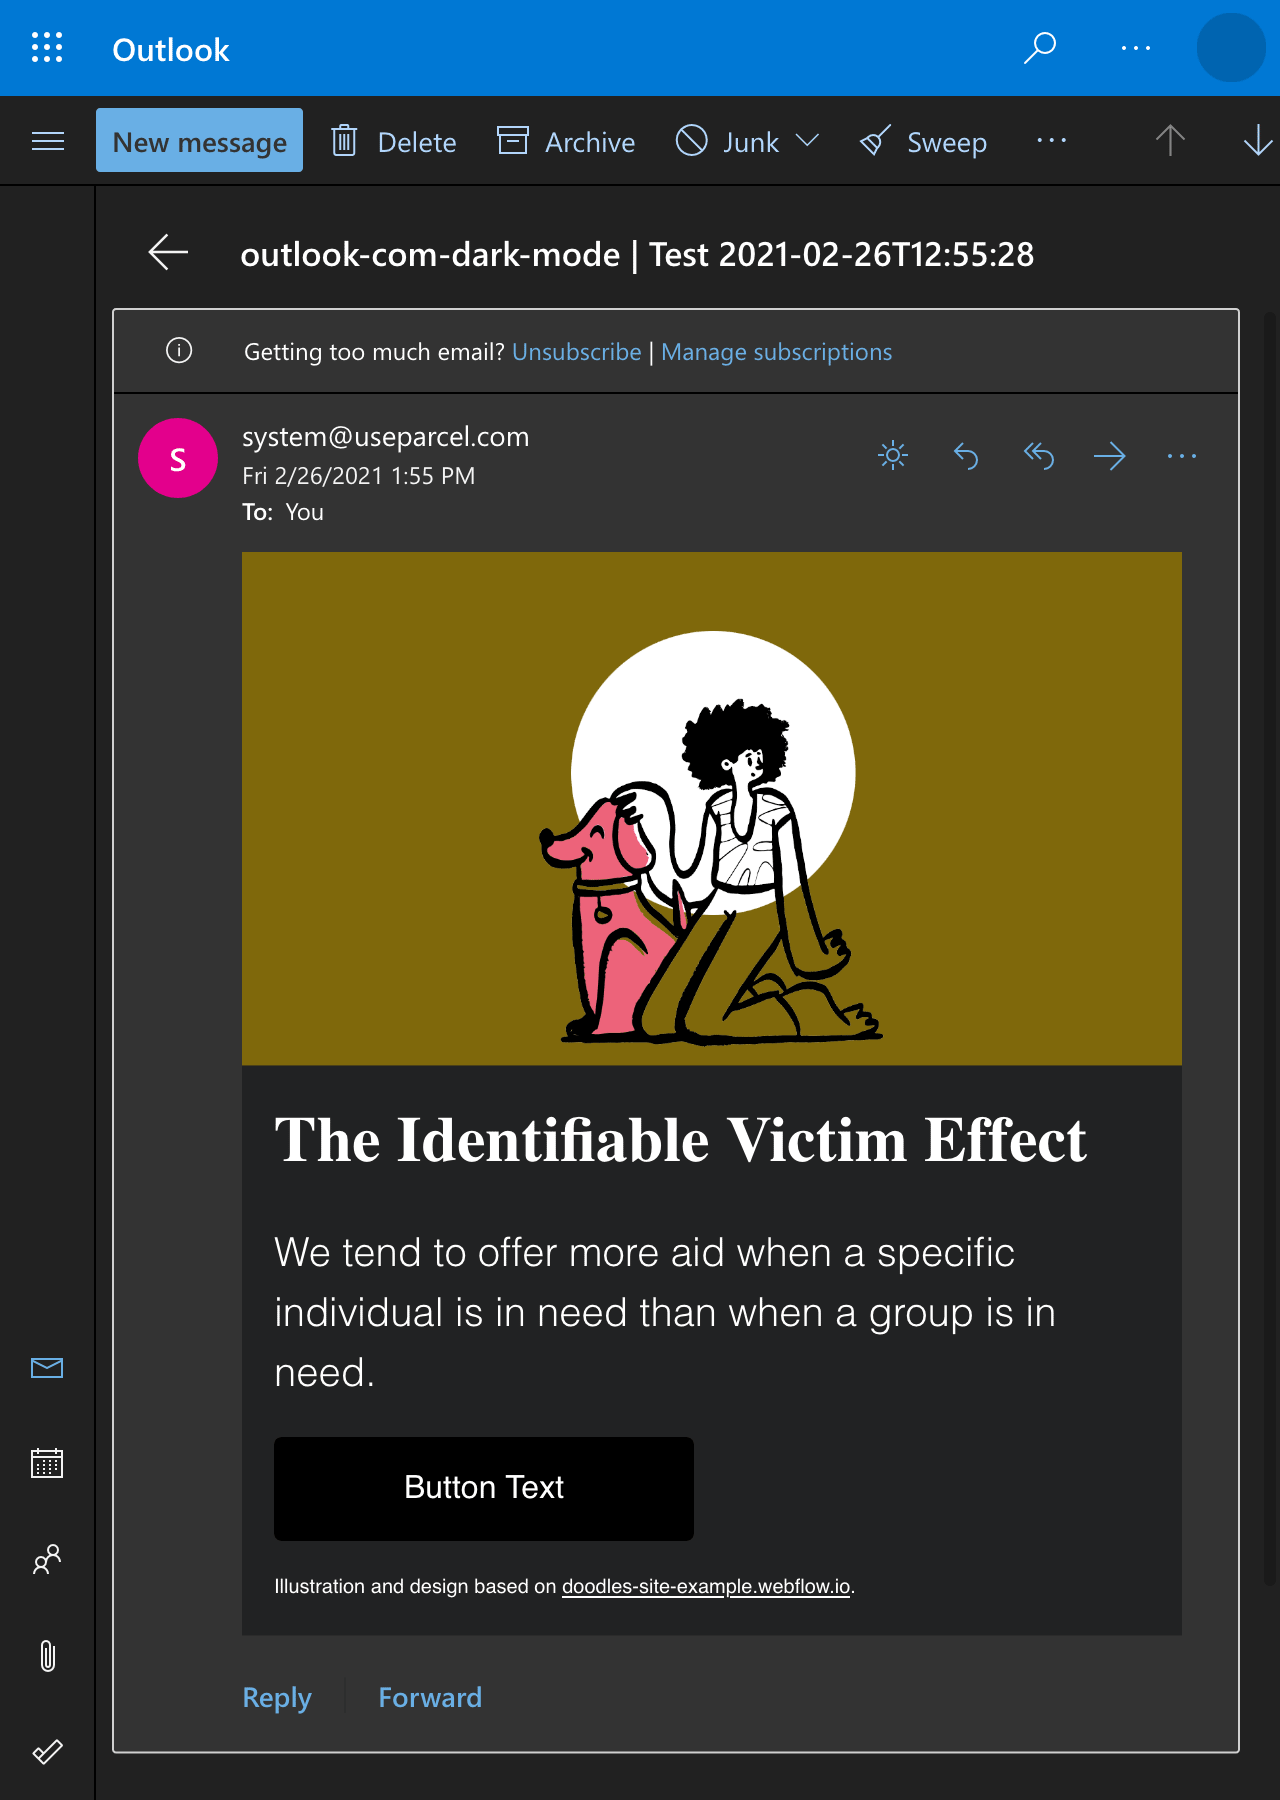 Outlook
New message Delete Archive Junk Sweep
outlook-com-dark-mode | Test 2021-02-26T12:55:28
Getting too much email? Unsubscribe | Manage subscriptions
S
system@useparcel.com
Fri 2/26/2021 1:55 PM
To: You
The Identifiable Victim Effect
We tend to offer more aid when a specific
individual is in need than when a group is in
need.
Button Text
Illustration and design based on doodles-site-example.webflow.io.
Reply Forward